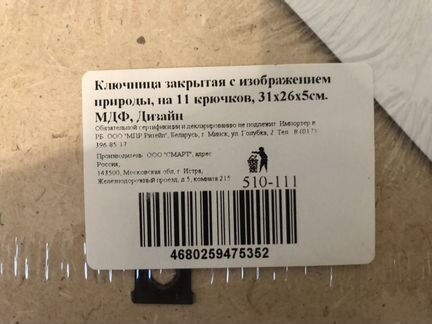 Ключница закрытая с изображением
природы, на 11 крючков, 31x26x5см.
МДФ, Дизайн
Обязательной сертификации и декларированию не подлежит. Импортер в
РБ: ООО "МПР Ритейл", Беларусь, г. Минск, ул. Голубка, 2. Тел.: 8 (017)
396-85-17
Производитель: ООО "СМАРТ", адрес
Россия,
143500, Московская обл, г. Истра,
Железнодорожный проезд, д.5, комната 215
510-111
4680259475352